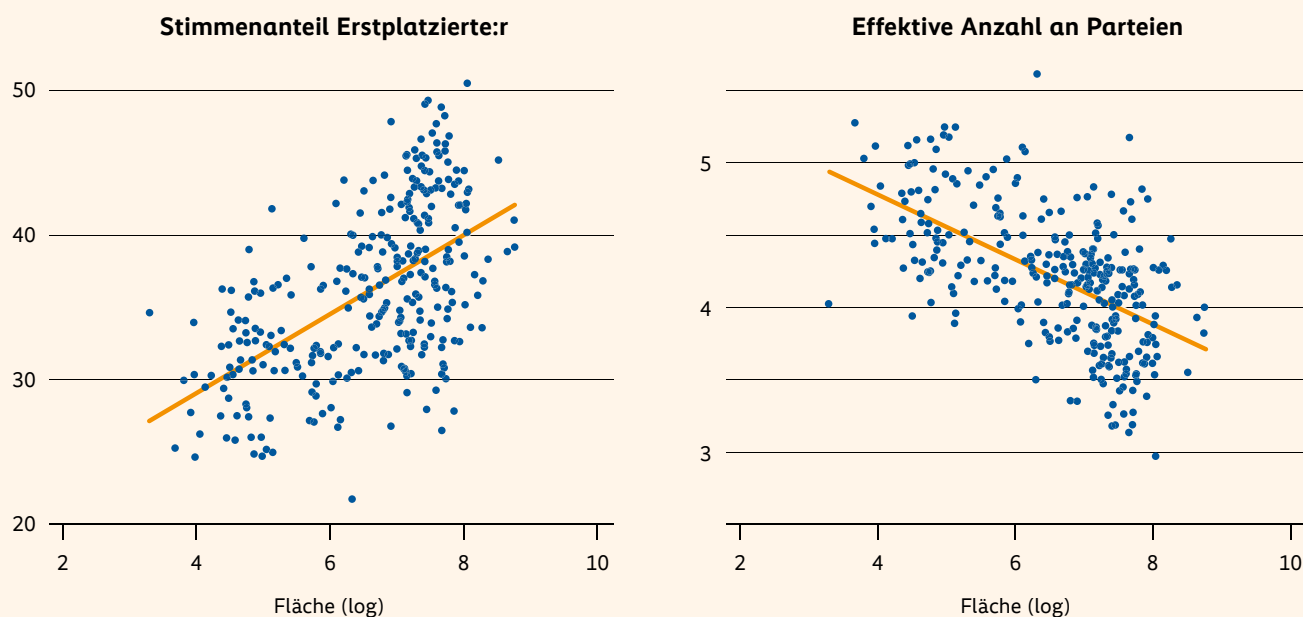 Stimmenanteil Erstplatzierte:r
50
40
30
20
2 4 6 8 10
Fläche (log)
Effektive Anzahl an Parteien
5
4
3
2 4 6 8 10
Fläche (log)